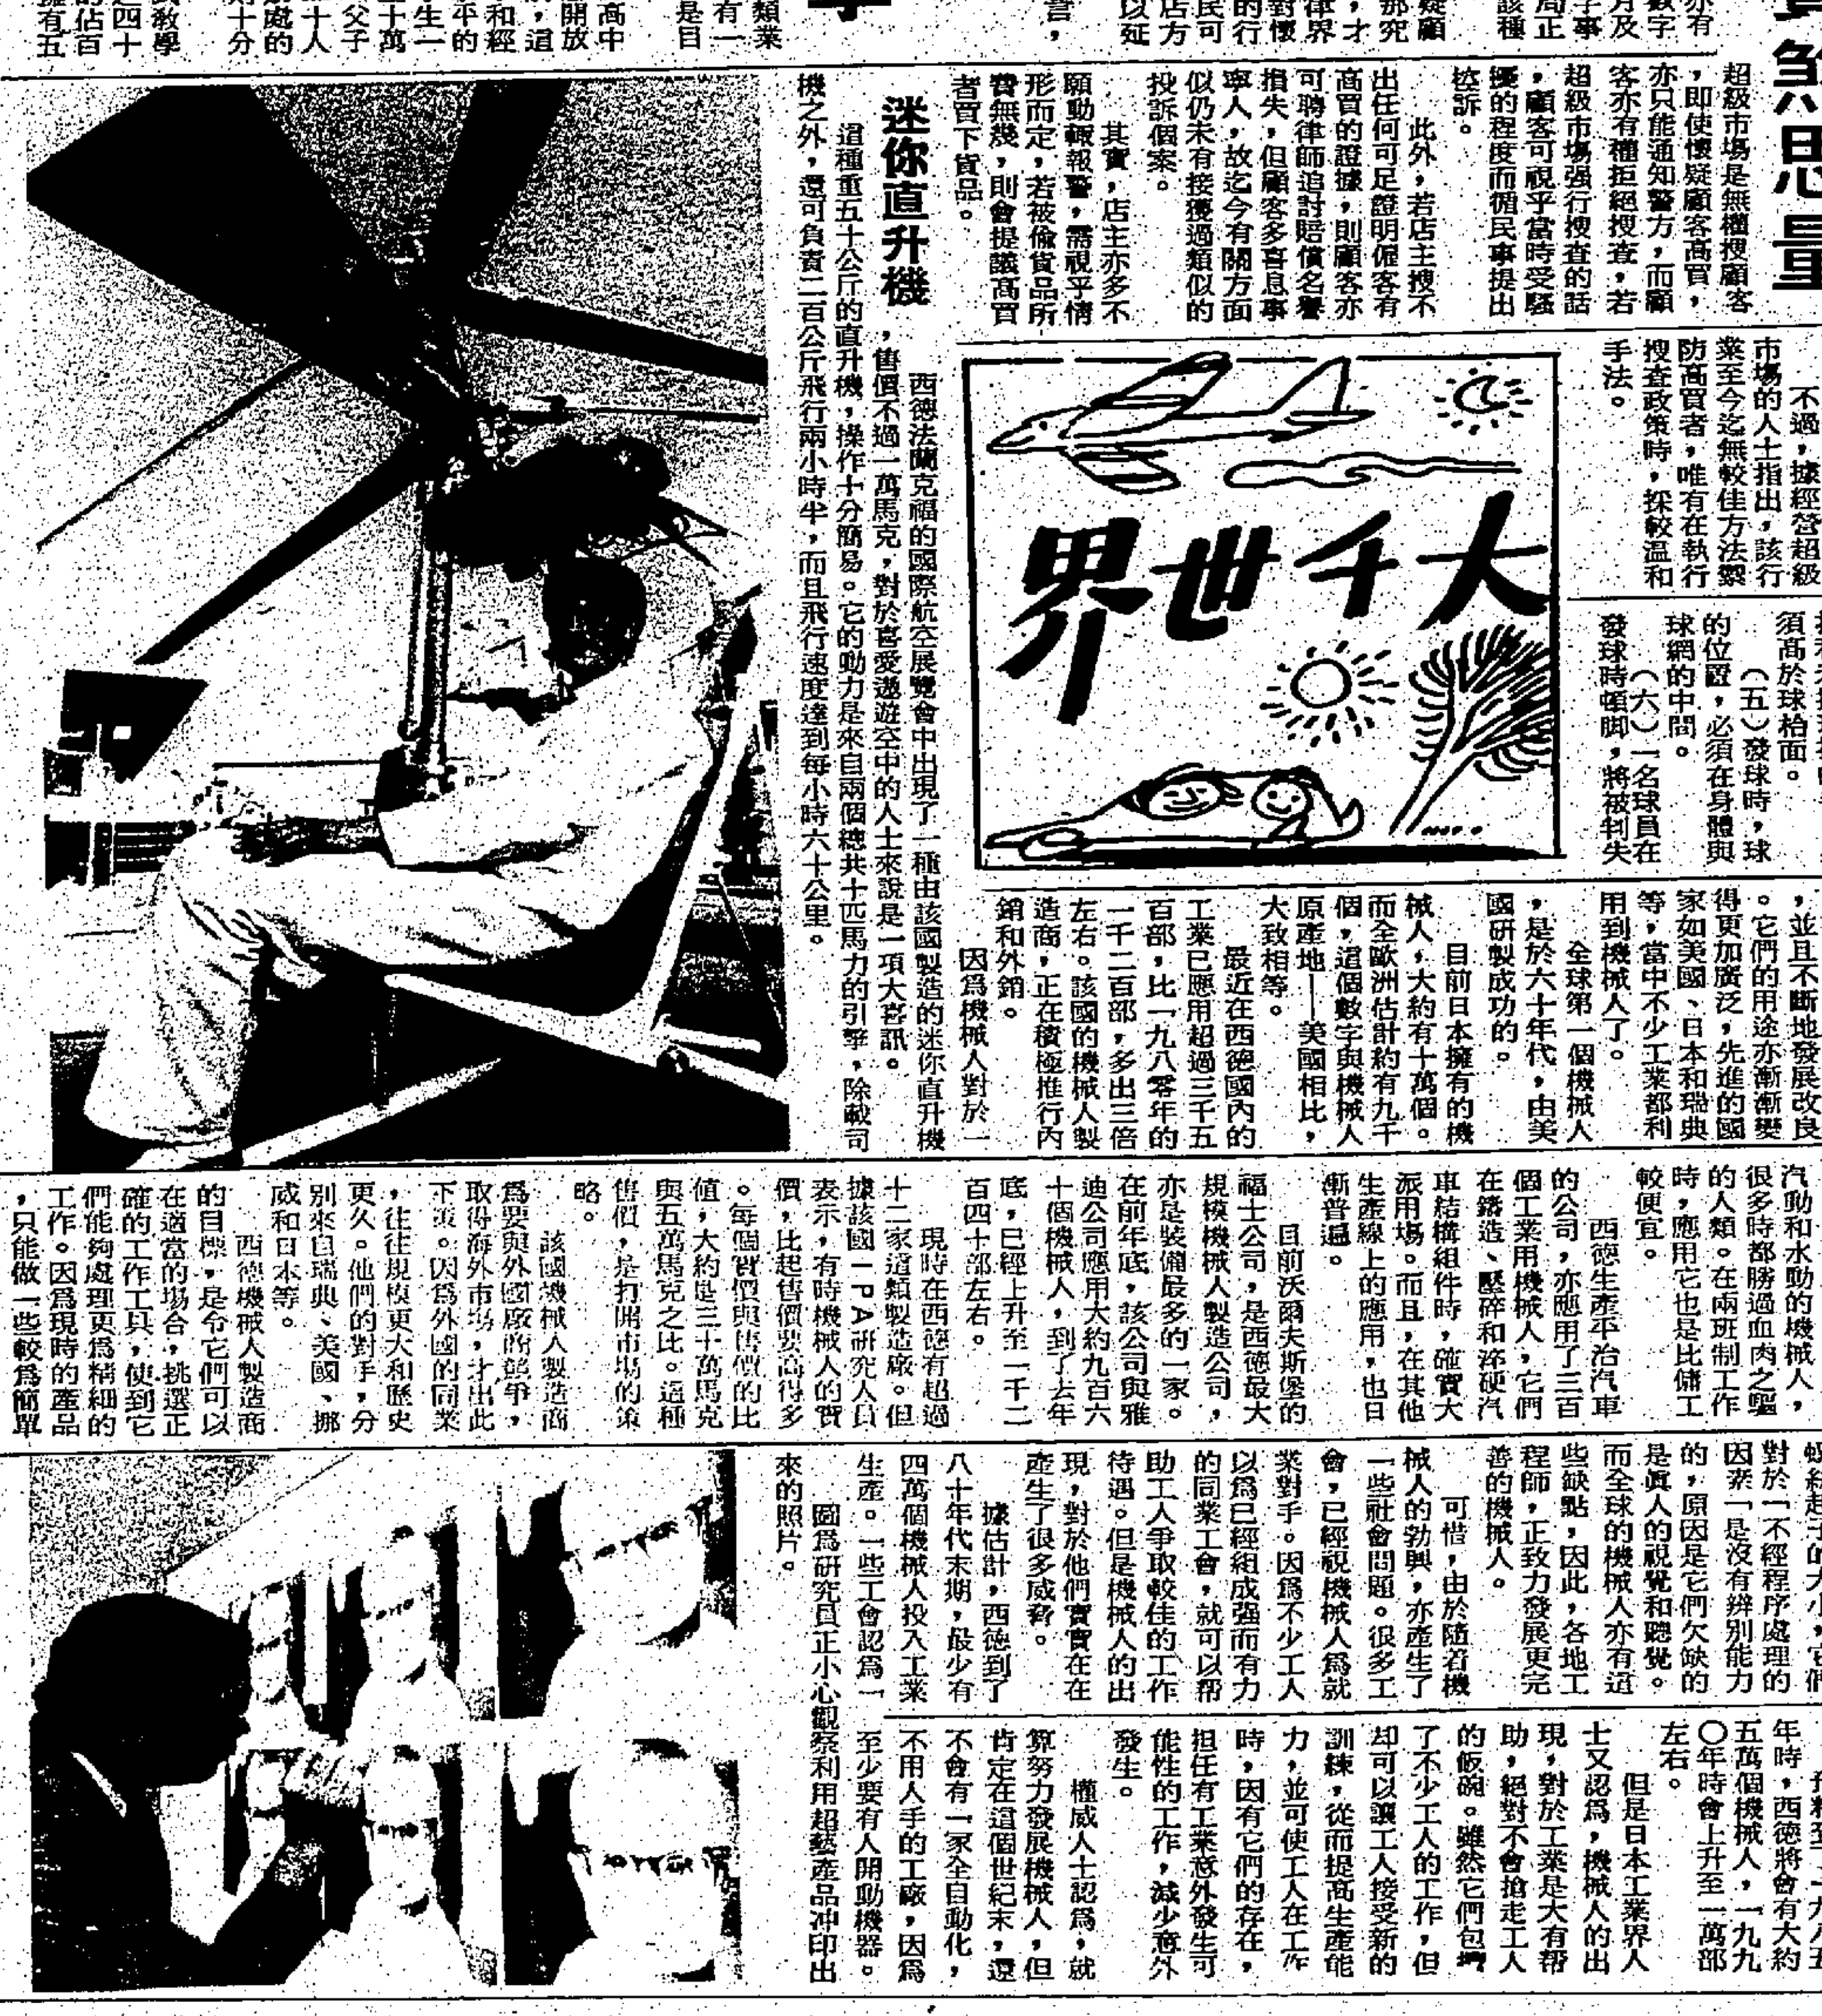 超級市場是無權搜顧客
，即使懷疑顧客高買，
亦只能通知警方，而顧
客亦有權拒絕搜查，若
超級市場强行搜查的話
，顧客可視乎當時受騷
擾的程度而循民事提出
控訴。
此外，若店主搜不
出任何可足證明僱客有
高買的證據，則顧客亦
可聘律師追討賠償名譽
損失，但顧客多喜息事
寧人，故迄今有關方面
似仍未有接獲過類似的
投訴個案。
其實，店主亦多不
願動輒報警，需視乎情
形而定，若被偷貨品所
費無幾，則會提議高買
者買下貨品。
不過，據經營超級
市場的人士指出，該行
業至今迄無較佳方法禦
防高買者，唯有在執行
搜查政策時，採較温和
手法。
須高於球枱面。
（五）發球時，球
的位置，必須在身體與
球網的中間。
（六）一名球員在
發球時頓脚，將被判失
大千世界
迷你直升機
西德法蘭克福的國際航空展覽會中出現了一種由該國製造的迷你直升機
，售價不過一萬馬克，對於喜愛遨遊空中的人士來說是一項大喜訊。
這種重五十公斤的直升機，操作十分簡易。它的動力是來自兩個總共十匹馬力的引擎，除載司
機之外，還可負責二百公斤飛行兩小時半，而且飛行速度達到每小時六十公里。
，並且不斷地發展改良
。它們的用途亦漸漸變
得更加廣泛，先進的國
家如美國、日本和瑞典
等，當中不少工業都利
用到機械人了。
全球第一個機械人
，是於六十年代，由美
國研製成功的。
目前日本擁有的機
械人，大約有十萬個。
而全歐洲估計約有九千
個，這個數字與機械人
原產地——美國相比，
大致相等。
最近在西德國內的
工業已應用超過三千五
百部，比一九八零年的
一千二百部，多出三倍
左右。該國的機械人製
造商，正在積極推行內
銷和外銷。
因爲機械人對於一
汽動和水動的機械人，
很多時都勝過血肉之軀
的人類。在兩班制工作
時，應用它也是比傭工
較便宜。
西德生產平治汽車
的公司，亦應用了三百
個工業用機械人，它們
在鑄造、壓碎和淬硬汽
車結構組件時，確實大
派用場。而且，在其他
生產線上的應用，也日
漸普遍。
目前沃爾夫斯堡的
福士公司，是西德最大
規模機械人製造公司，
亦是裝備最多的一家。
在前年底，該公司與雅
迪公司應用大約九百六
十個機械人，到了去年
底，已經上升至一千二
百四十部左右。
現時在西德有超過
十二家這類製造廠。但
據該國ＩＰＡ研究人員
表示，有時機械人的實
價，比起售價要高得多
。每個實價與售價的比
值，大約是三十萬馬克
與五萬馬克之比。這種
售價，是打開市場的策
略。
該國機械人製造商
爲要與外國廠商競爭，
取得海外市場，才出此
下策。因爲外國的同業
，往往規模更大和歷史
更久。他們的對手，分
別來自瑞典、美國、挪
威和日本等。
西德機械人製造商
的目標，是令它們可以
在適當的場合，挑選正
確的工作工具，使到它
們能夠處理更爲精細的
工作。因爲現時的產品
，只能做一些較爲簡單
對於「不經程序處理的
因素」是沒有辨别能力
的，原因是它們欠缺的
是眞人的視覺和聽覺。
而全球的機械人亦有這
些缺點，因此，各地工
程師，正致力發展更完
善的機械人。
可惜，由於隨着機
械人的勃興，亦產生了
一些社會問題。很多工
會，已經視機械人爲就
業對手。因爲不少工人
以爲已經組成强而有力
的同業工會，就可以帮
助工人爭取較佳的工作
待遇。但是機械人的出
現，對於他們實實在在
產生了很多威脅。
據估計，西德到了
八十年代末期，最少有
四萬個機械人投入工業
生產。一些工會認爲一
年時，西德將會有大約
五萬個機械人，一九九
〇年時會上升至一萬部
左右。
但是日本工業界人
士又認爲，機械人的出
現，對於工業是大有帮
助，絕對不會搶走工人
的飯碗。雖然它們包辦
了不少工人的工作，但
却可以讓工人接受新的
訓練，從而提高生產能
力，並可使工人在工作
時，因有它們的存在，
担任有工業意外發生可
能性的工作，減少意外
發生。
權威人士認爲，就
算努力發展機械人，但
肯定在這個世紀末，還
不會有一家全自動化，
不用人手的工廠，因爲
至少要有人開動機器。
圖爲研究員正小心觀察利用超藝產品冲印出
來的照片。